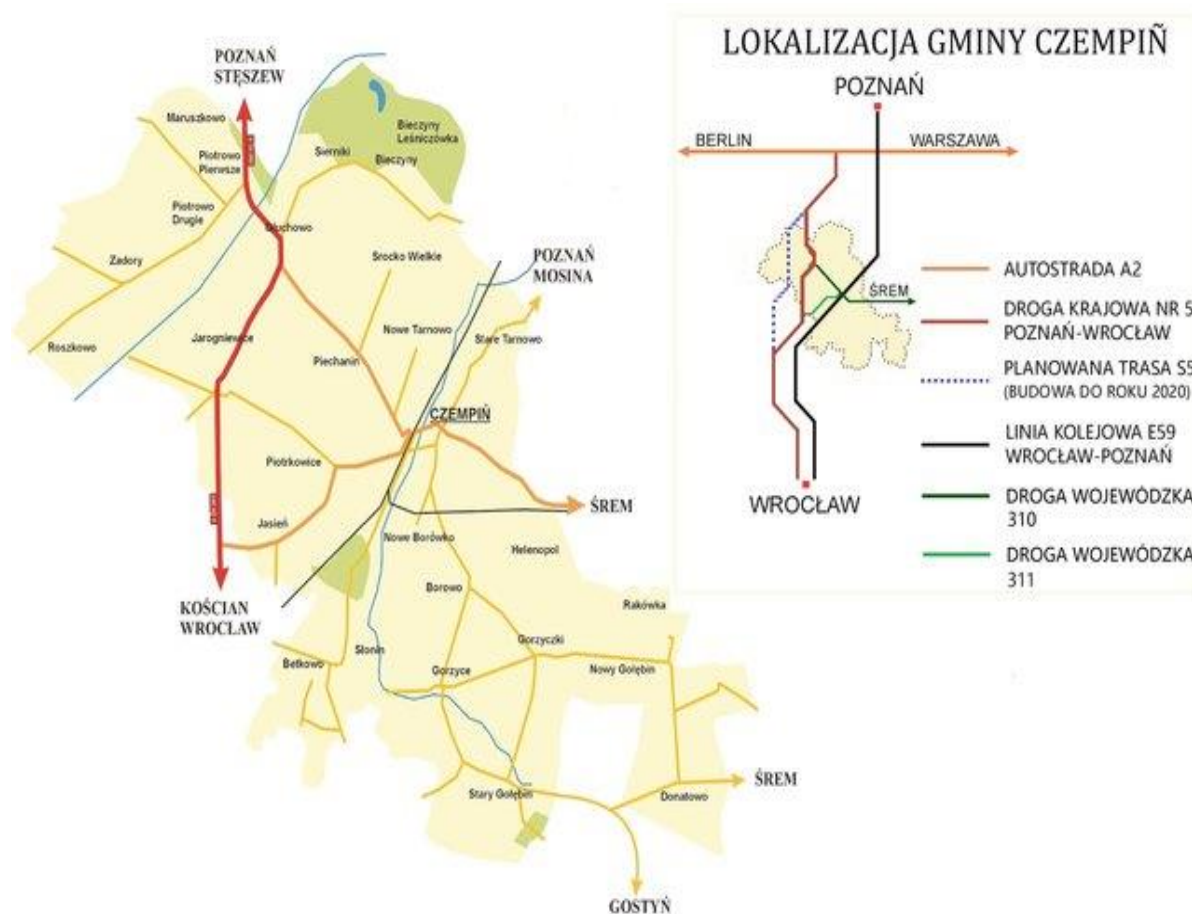 POZNAŃ
STĘSZEW
Maruszkowo
Piotrowo
Pierwsze
Piotrowo
Drugie
Zadory
Roszkowo
Bieczyny
Leśniczówka
Sierniki
Bieczyny
Głuchowo
Srocko Wielkie
POZNAŃ
MOSINA
Jarogniewice
Nowe Tarnowo
Stare Tarnowo
Piechanin
CZEMPIŃ
Piotrkowice
Jasień
ŚREM
Nowe Borówko
Helenopol
KOŚCIAN
WROCLAW
Borowo
Rakówka
Betkowo
Słonin
Gorzyczki
Gorzyce
Nowy Gołębin
Stary Gołębin
Donatowo
ŚREM
GOSTYŃ
LOKALIZACJA GMINY CZEMPIÑ
POZNAŃ
BERLIN
WARSZAWA
ŚREM
WROCŁAW
AUTOSTRADA A2
DROGA KRAJOWA NR 5
POZNAŃ-WROCŁAW
PLANOWANA TRASA S5
(BUDOWA DO ROKU 2020)
LINIA KOLEJOWA E59
WROCŁAW-POZNAŃ
DROGA WOJEWÓDZKA
310
DROGA WOJEWÓDZKA
311